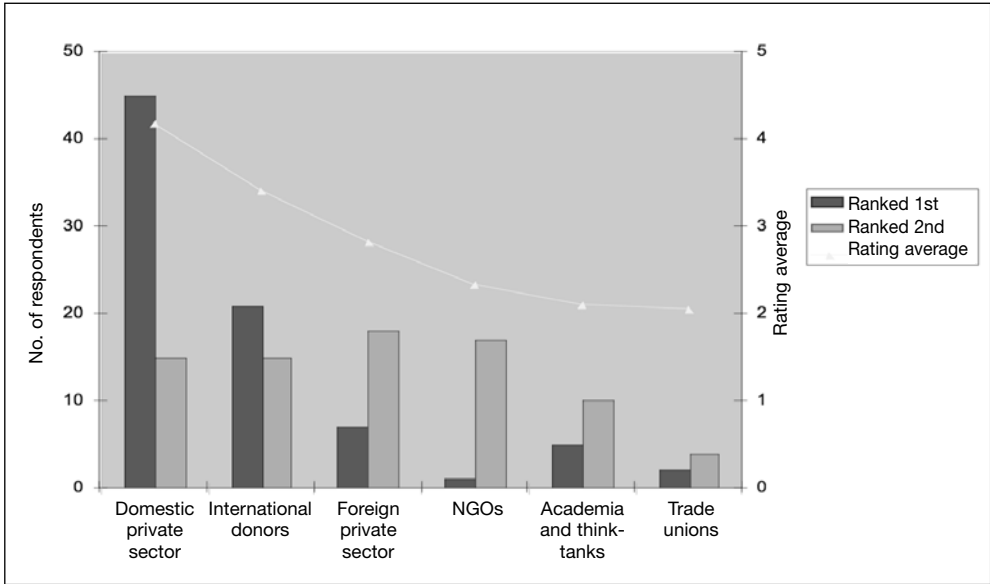 50
40
30
20
10
0
No. of respondents
5
4
3
2
1
0
Rating average
Ranked 1st
Ranked 2nd
Rating average
Domestic
private
sector
International
donors
Foreign
private
sector
NGOs
Academia
and think-
tanks
Trade
unions